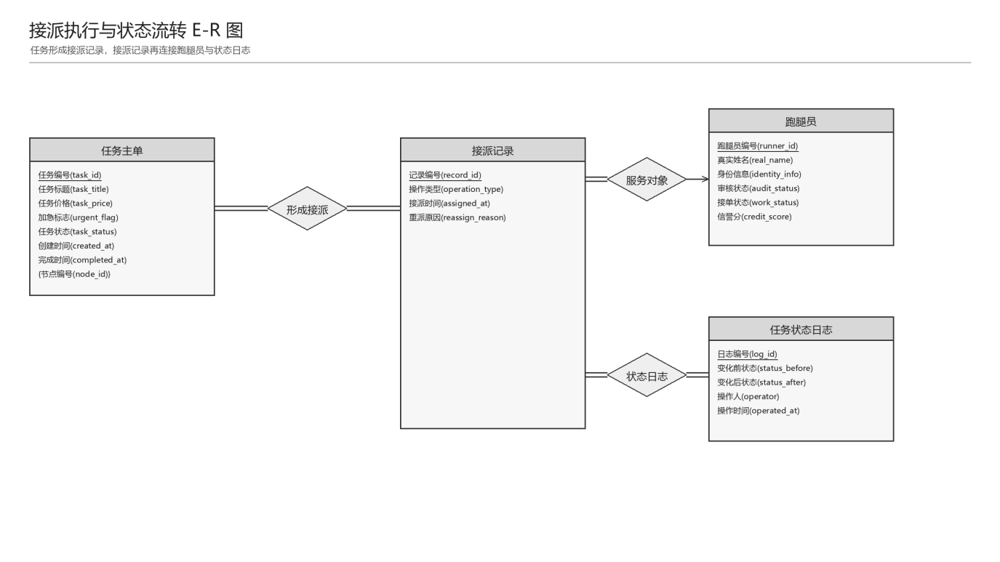 接派执行与状态流转 E-R 图
任务形成接派记录，接派记录再连接跑腿员与状态日志
任务主单
任务编号(task_id)
任务标题(task_title)
任务价格(task_price)
加急标志(urgent_flag)
任务状态(task_status)
创建时间(created_at)
完成时间(completed_at)
{节点编号(node_id)}
形成接派
接派记录
记录编号(record_id)
操作类型(operation_type)
接派时间(assigned_at)
重派原因(reassign_reason)
服务对象
跑腿员
跑腿员编号(runner_id)
真实姓名(real_name)
身份信息(identity_info)
审核状态(audit_status)
接单状态(work_status)
信誉分(credit_score)
状态日志
任务状态日志
日志编号(log_id)
变化前状态(status_before)
变化后状态(status_after)
操作人(operator)
操作时间(operated_at)